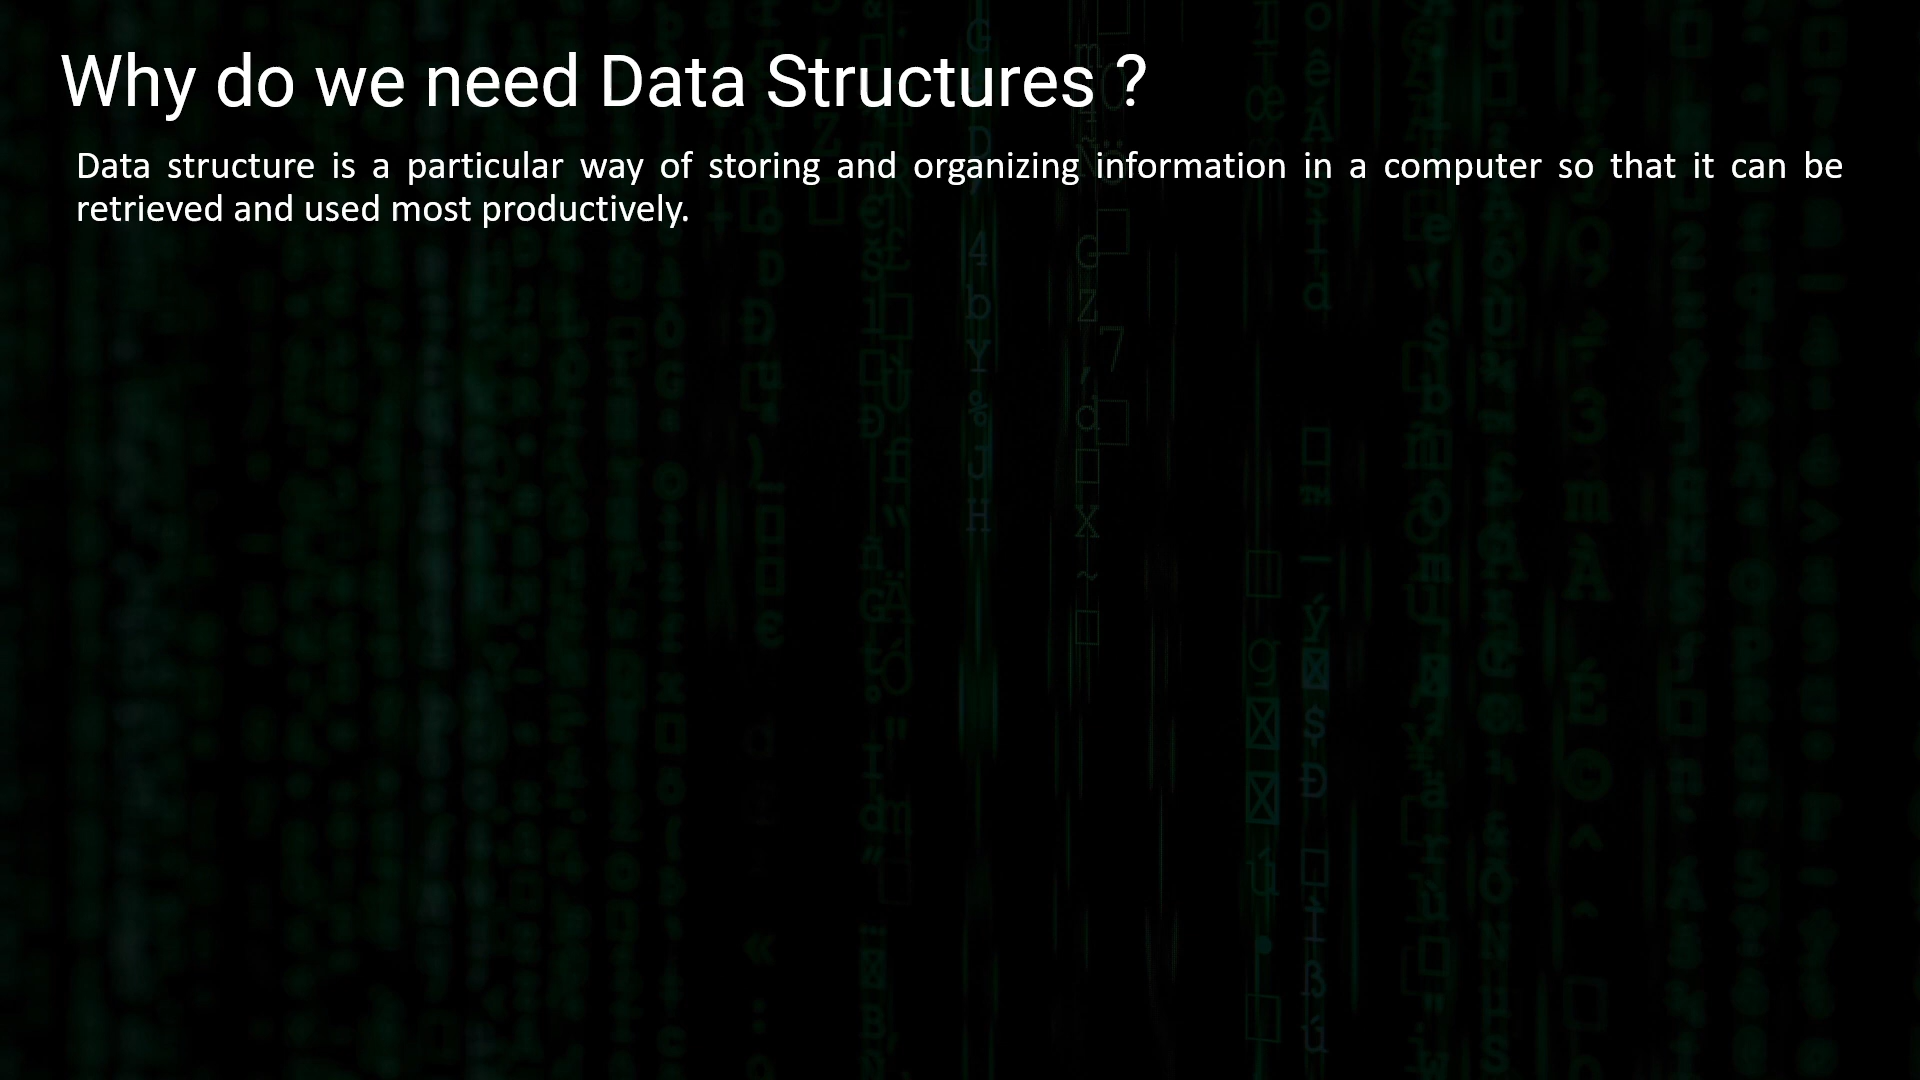 Why do we need Data Structures ?
Data structure is a particular way of storing and organizing information in a computer so that it can be
retrieved and used most productively.